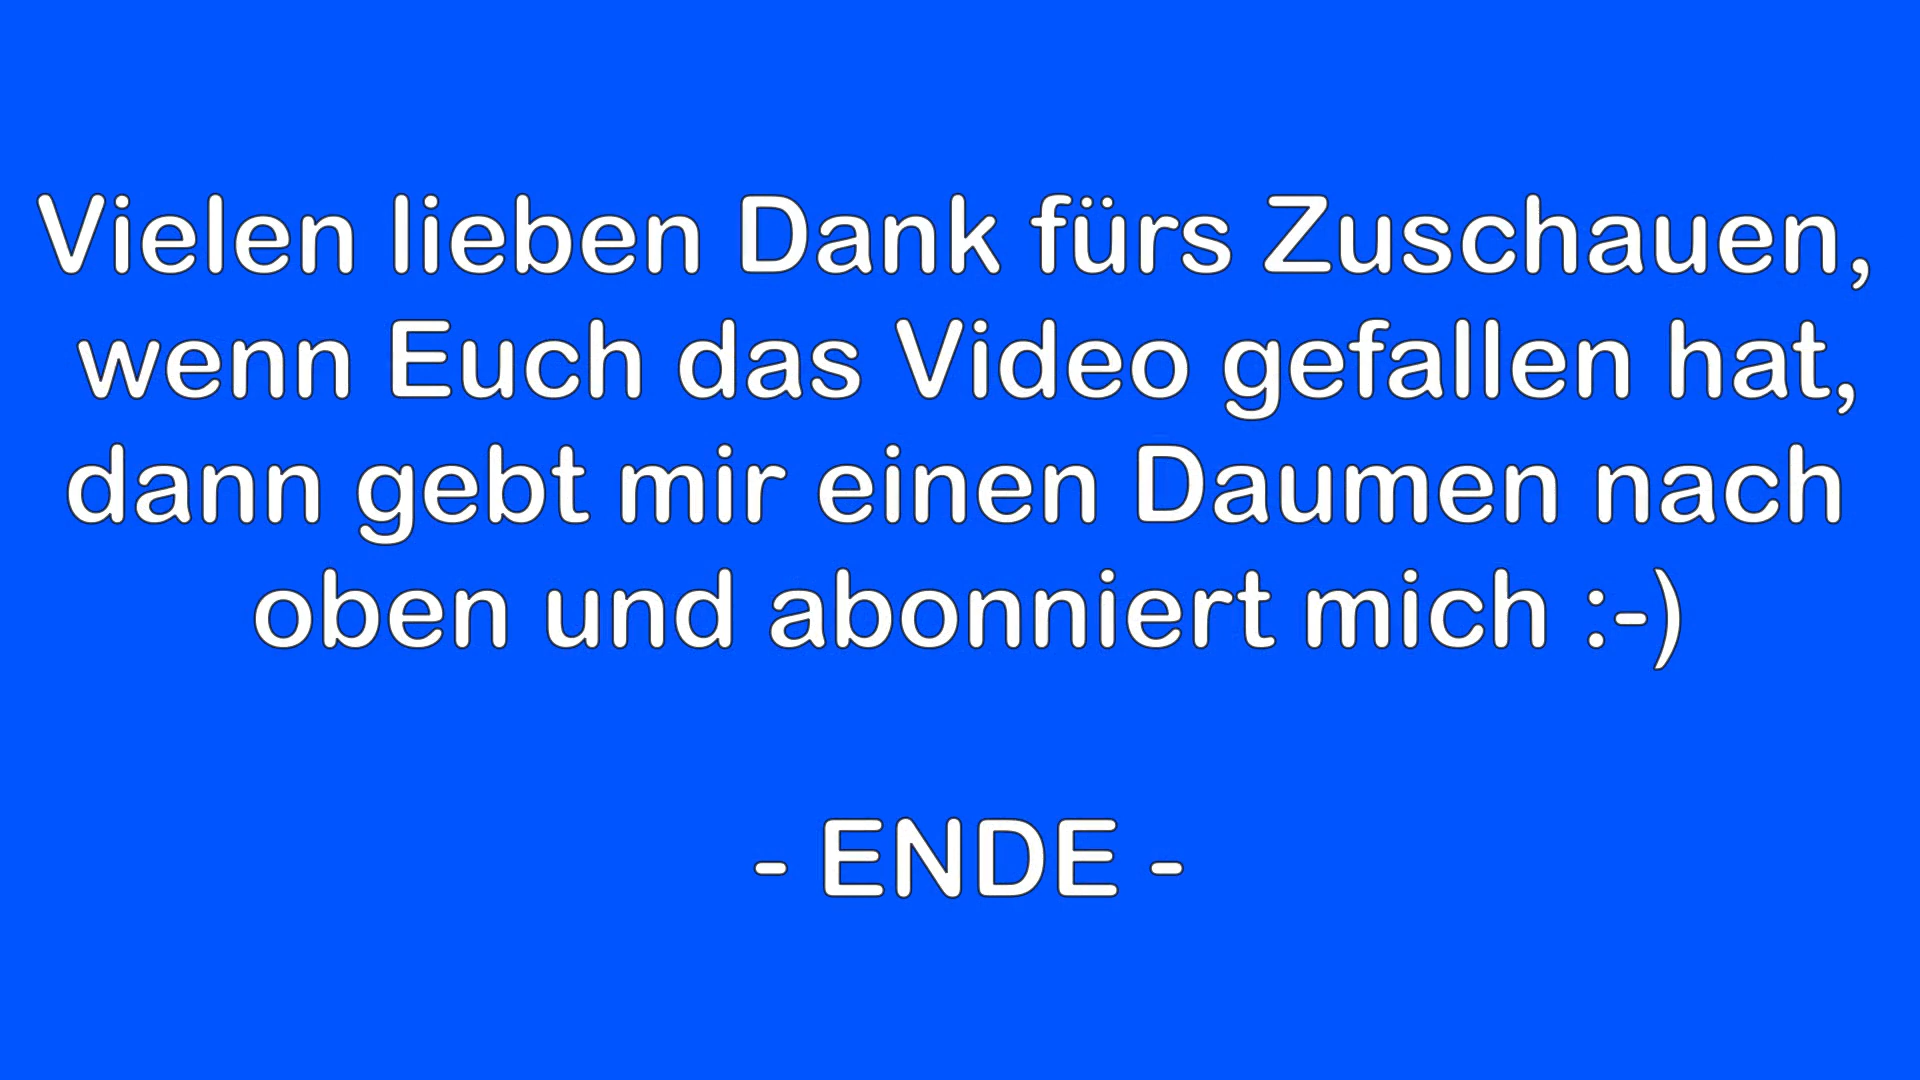 Vielen lieben Dank fürs Zuschauen,
wenn Euch das Video gefallen hat,
dann gebt mir einen Daumen nach
oben und abonniert mich :-)
- ENDE -